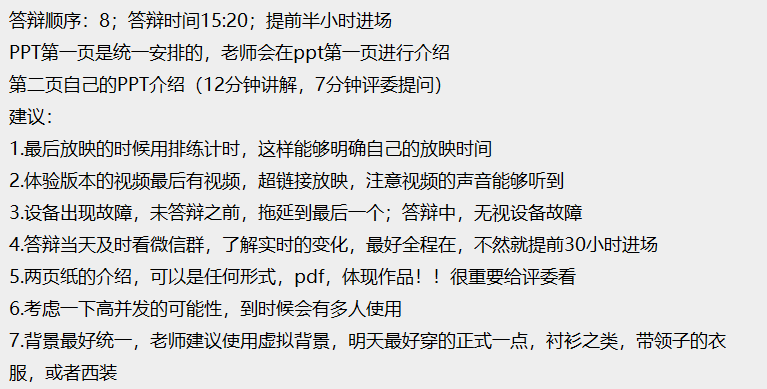 答辩顺序：8；答辩时间15:20；提前半小时进场
PPT第一页是统一安排的，老师会在ppt第一页进行介绍
第二页自己的PPT介绍（12分钟讲解，7分钟评委提问）
建议：
1.最后放映的时候用排练计时，这样能够明确自己的放映时间
2.体验版本的视频最后有视频，超链接放映，注意视频的声音能够听到
3.设备出现故障，未答辩之前，拖延到最后一个；答辩中，无视设备故障
4.答辩当天及时看微信群，了解实时的变化，最好全程在，不然就提前30小时进场
5.两页纸的介绍，可以是任何形式，pdf，体现作品！！很重要给评委看
6.考虑一下高并发的可能性，到时候会有多人使用
7.背景最好统一，老师建议使用虚拟背景，明天最好穿的正式一点，衬衫之类，带领子的衣
服，或者西装